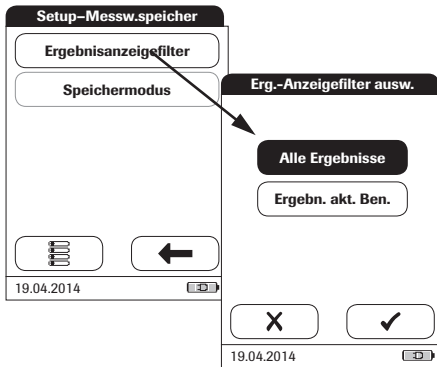 Setup–Messw.speicher
Ergebnisanzeigefilter
Speichermodus
19.04.2014
Erg.-Anzeigefilter ausw.
Alle Ergebnisse
Ergebn. akt. Ben.
19.04.2014